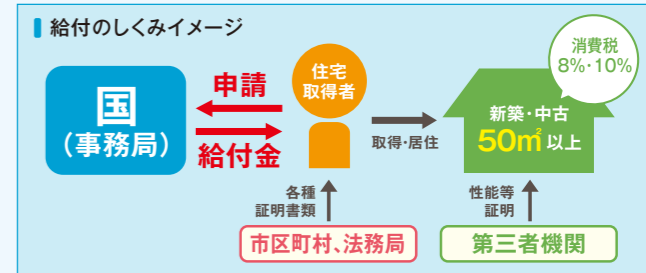 給付のしくみイメージ
消費税
8%・10%
国
(事務局)
申請
給付金
住宅
取得者
取得・居住
新築・中古
50㎡以上
各種
証明書類
性能等
証明
市区町村、法務局
第三者機関